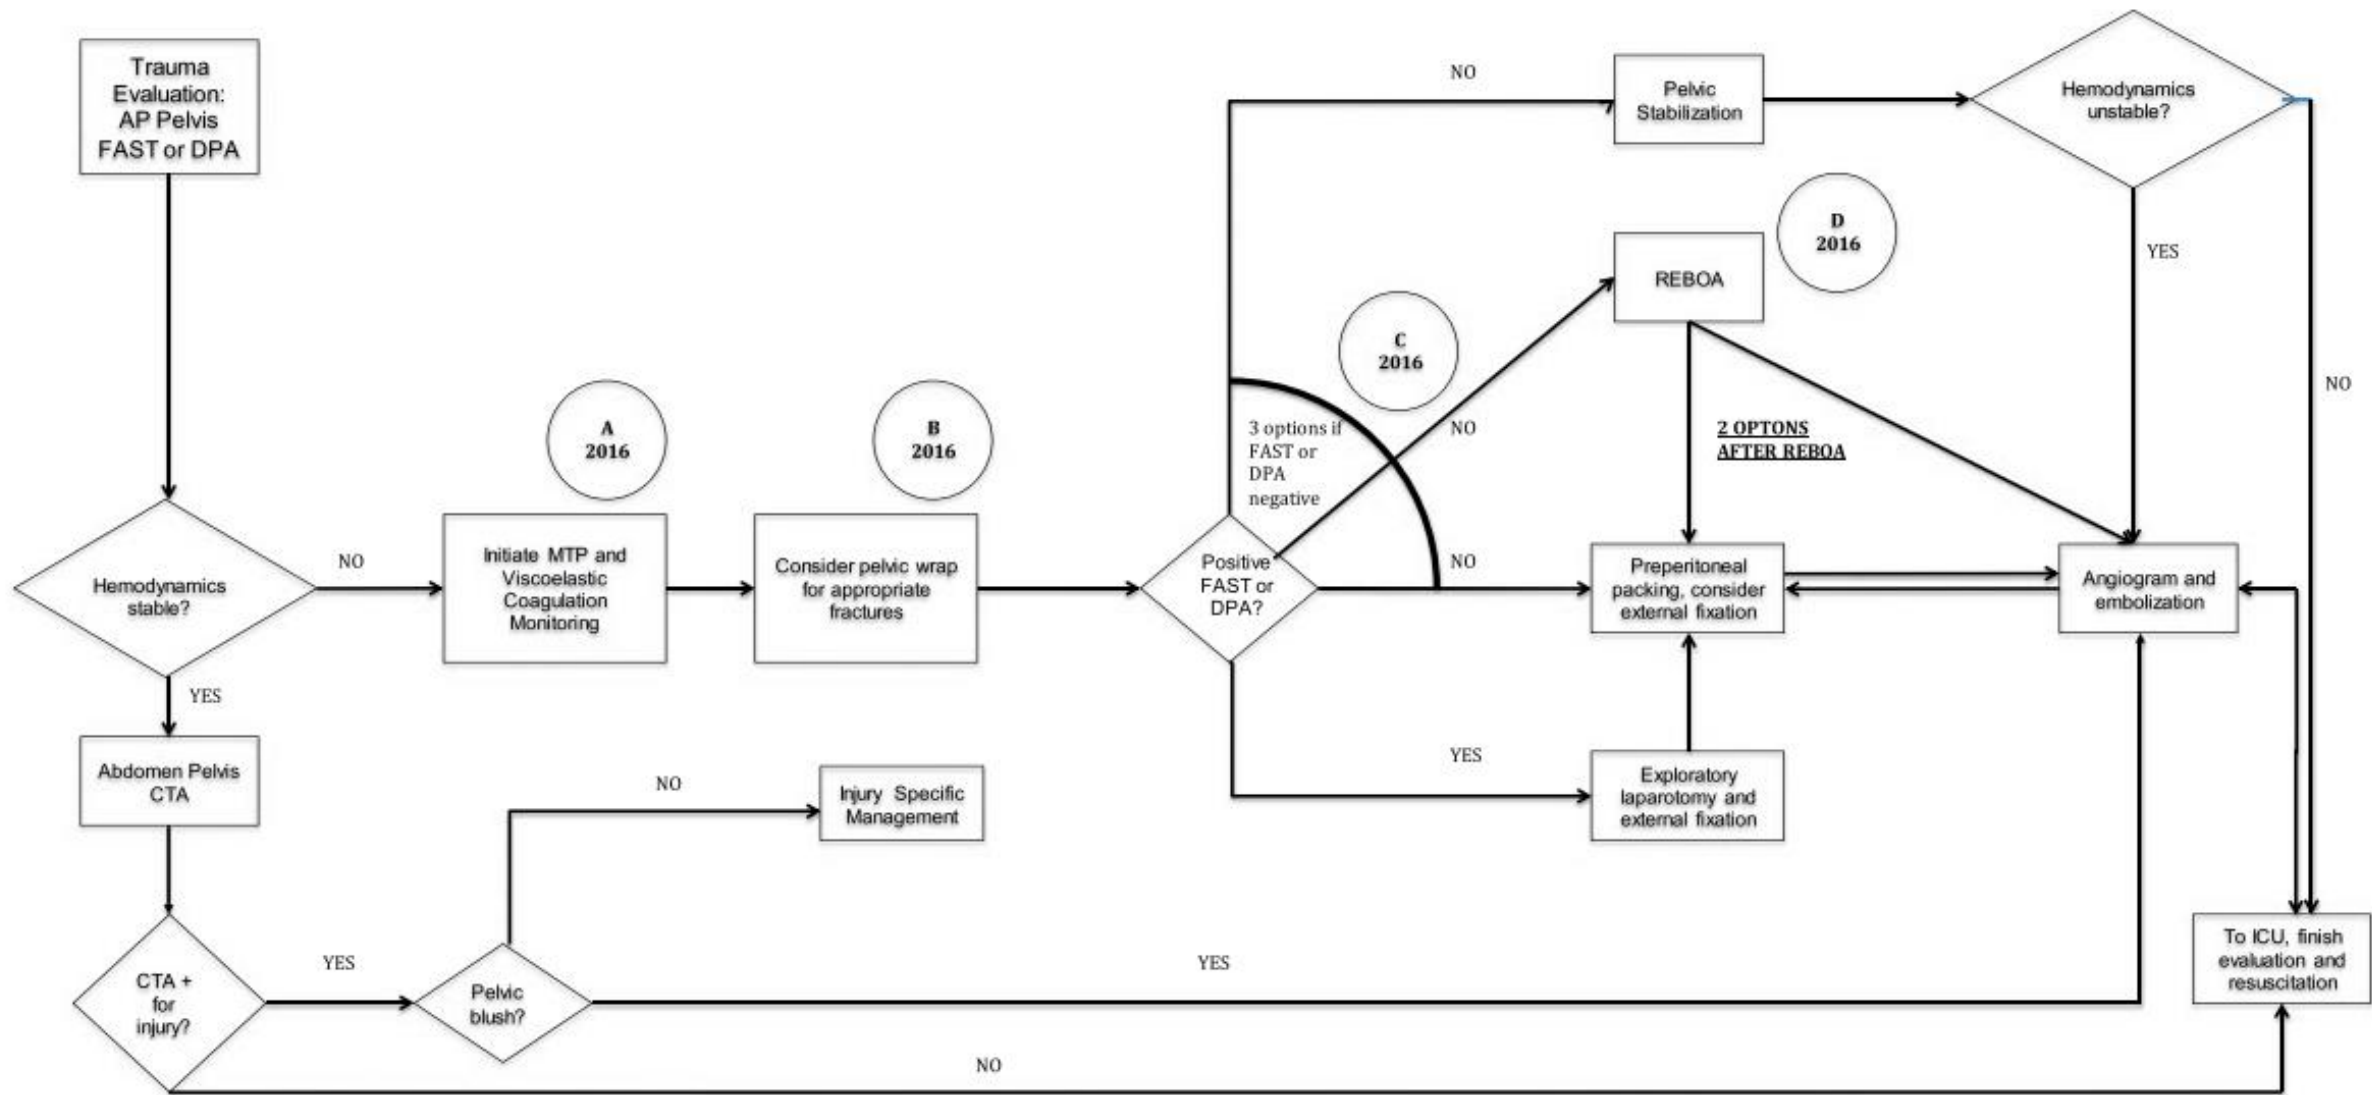 Trauma
Evaluation:
AP Pelvis
FAST or DPA
Hemodynamics
stable?
NO
YES
A
2016
Initiate MTP and
Viscoelastic
Coagulation
Monitoring
B
2016
Consider pelvic wrap
for appropriate
fractures
Positive
FAST or
DPA?
3 options if
FAST or
DPA
negative
C
2016
NO
NO
NO
YES
Pelvic
Stabilization
Hemodynamics
unstable?
YES
NO
REBOA
D
2016
2 OPTONS
AFTER REBOA
Preperitoneal
packing, consider
external fixation
Angiogram and
embolization
Exploratory
laparotomy and
external fixation
Abdomen Pelvis
CTA
CTA +
for
injury?
YES
NO
Pelvic
blush?
NO
YES
Injury Specific
Management
To ICU, finish
evaluation and
resuscitation